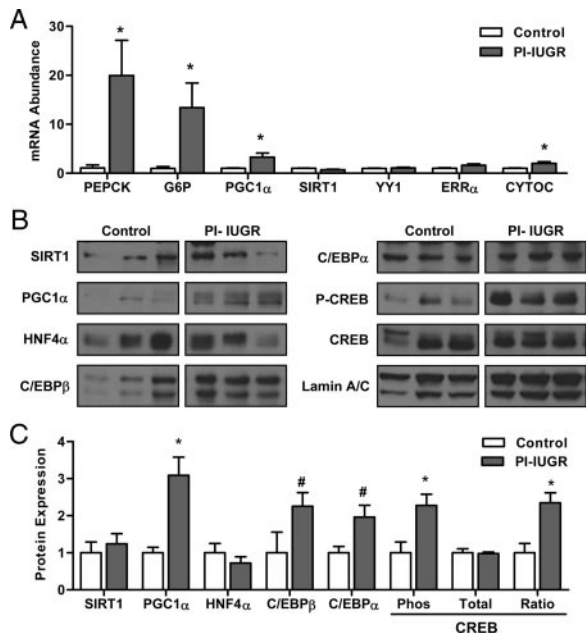 A
Control
PI-IUGR
mRNA Abundance
30
20
10
0
* * * *
PEPCK G6P PGC1α SIRT1 YY1 ERRα CYTOC
B
Control PI- IUGR
SIRT1
PGC1α
HNF4α
C/EBPβ
Control PI-IUGR
C/EBPα
P-CREB
CREB
Lamin A/C
C
Control
PI-IUGR
Protein Expression
4
3
2
1
0
* # # * *
SIRT1 PGC1α HNF4α C/EBPβ C/EBPα Phos Total Ratio
CREB